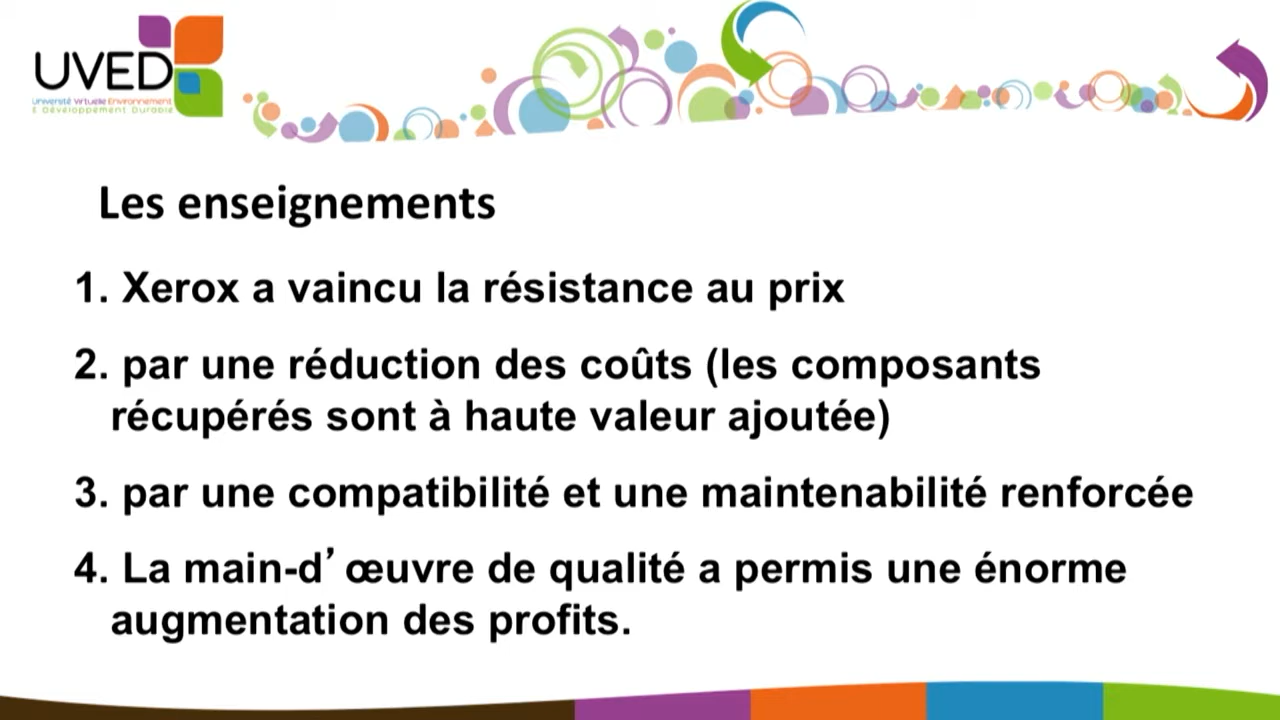 UVED
Université Virtuelle Environnement
& Développement Durable
Les enseignements
1. Xerox a vaincu la résistance au prix
2. par une réduction des coûts (les composants
récupérés sont à haute valeur ajoutée)
3. par une compatibilité et une maintenabilité renforcée
4. La main-d’œuvre de qualité a permis une énorme
augmentation des profits.